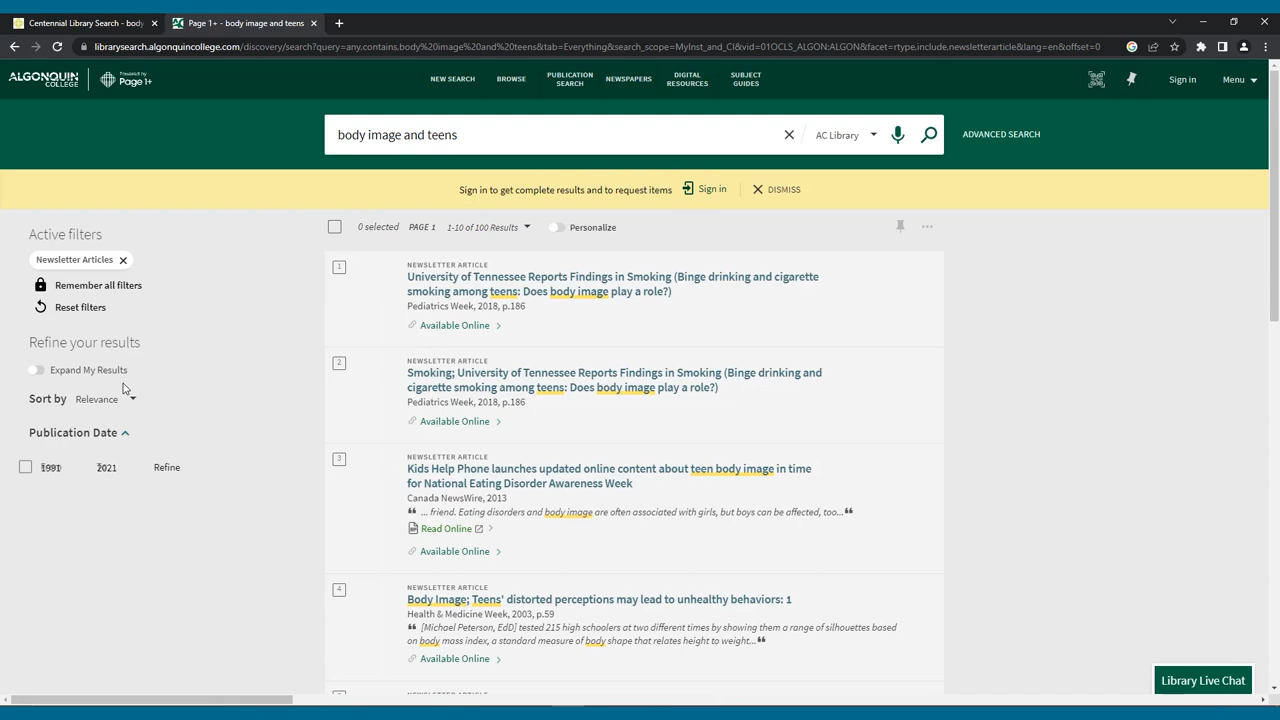 Centennial Library Search - body
Page 1+ - body image and teens
librarysearch.algonquincollege.com/discovery/search?query=any.contains,body%20image%20and%20teens&tab=Everything&search_scope=MyInst_and_CI&vid=01OCLS_ALGON:ALGON&facet=rtype,include,newsletterarticle&lang=en&offset=0
ALGONQUIN
COLLEGE
Powered by
Page 1+
NEW SEARCH
BROWSE
PUBLICATION
SEARCH
NEWSPAPERS
DIGITAL
RESOURCES
SUBJECT
GUIDES
Sign in
Menu
body image and teens
AC Library
ADVANCED SEARCH
Sign in to get complete results and to request items Sign in DISMISS
Active filters
Newsletter Articles
Remember all filters
Reset filters
Refine your results
Expand My Results
Sort by Relevance
Publication Date
1981 2021 Refine
0 selected PAGE 1 1-10 of 100 Results Personalize
1
NEWSLETTER ARTICLE
University of Tennessee Reports Findings in Smoking (Binge drinking and cigarette
smoking among teens: Does body image play a role?)
Pediatrics Week, 2018, p.186
Available Online
2
NEWSLETTER ARTICLE
Smoking; University of Tennessee Reports Findings in Smoking (Binge drinking and
cigarette smoking among teens: Does body image play a role?)
Pediatrics Week, 2018, p.186
Available Online
3
NEWSLETTER ARTICLE
Kids Help Phone launches updated online content about teen body image in time
for National Eating Disorder Awareness Week
Canada NewsWire, 2013
❝ ... friend. Eating disorders and body image are often associated with girls, but boys can be affected, too...❞
Read Online
Available Online
4
NEWSLETTER ARTICLE
Body Image; Teens' distorted perceptions may lead to unhealthy behaviors: 1
Health & Medicine Week, 2003, p.59
❝ [Michael Peterson, EdD] tested 215 high schoolers at two different times by showing them a range of silhouettes based
on body mass index, a standard measure of body shape that relates height to weight...❞
Available Online
Library Live Chat